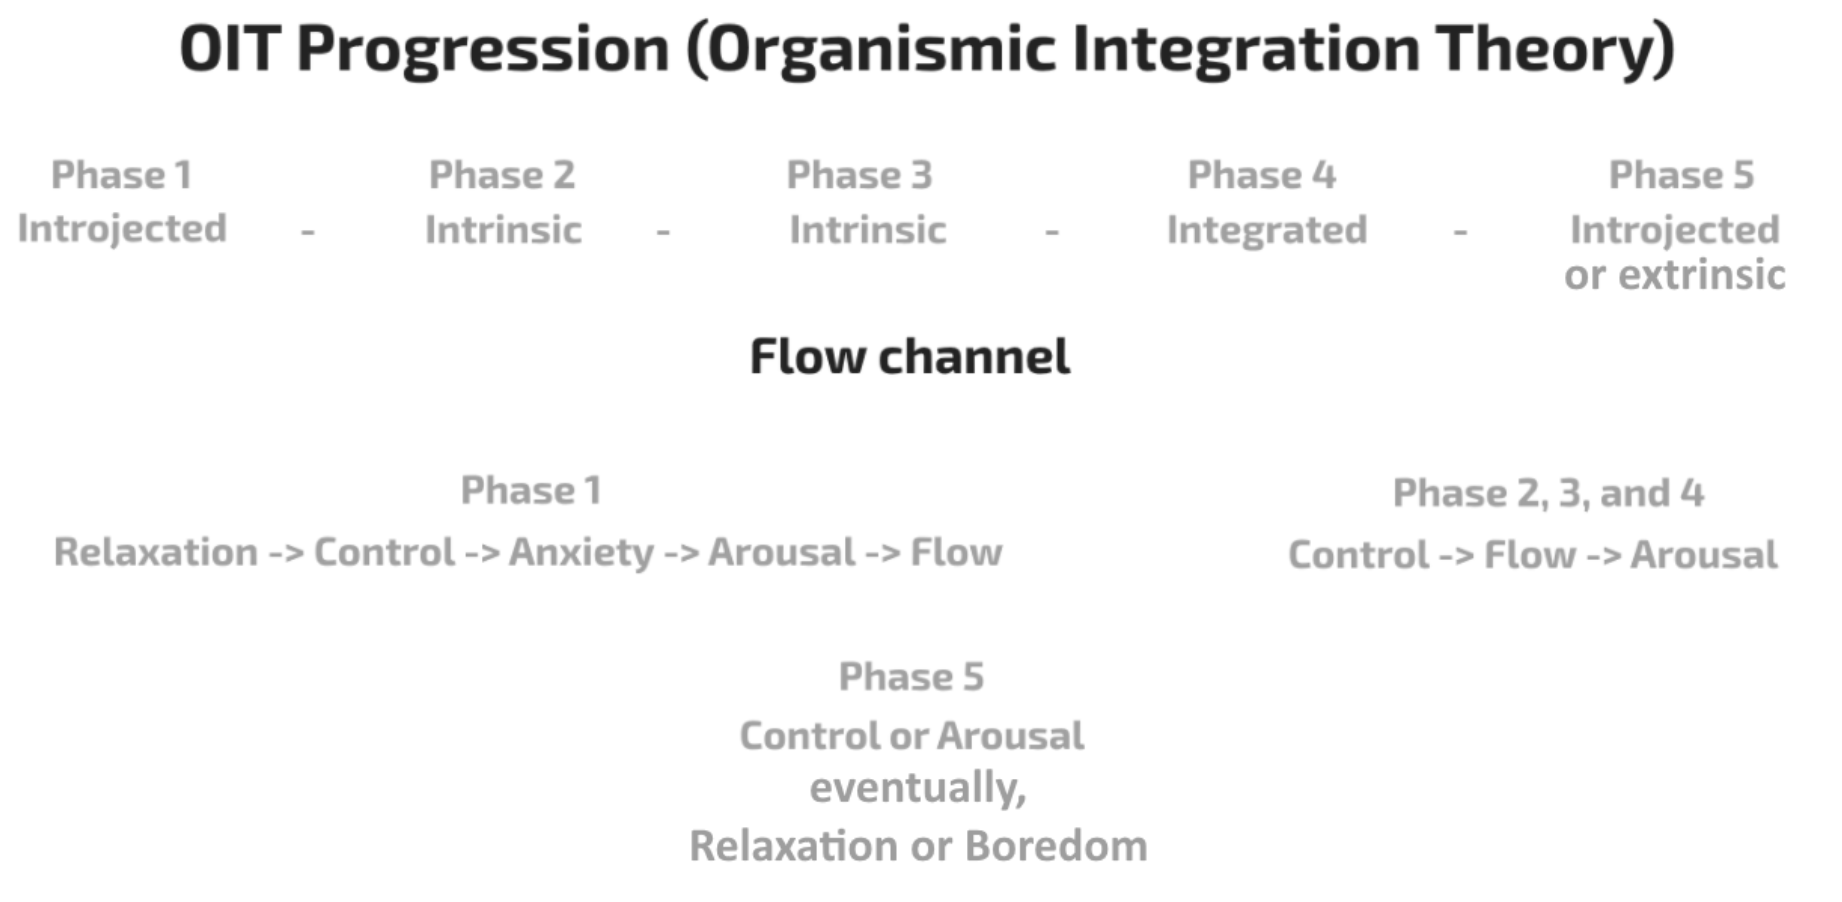 OIT Progression (Organismic Integration Theory)
Phase 1 Phase 2 Phase 3 Phase 4 Phase 5
Introjected - Intrinsic - Intrinsic - Integrated - Introjected
or extrinsic
Flow channel
Phase 1
Relaxation -> Control -> Anxiety -> Arousal -> Flow
Phase 2, 3, and 4
Control -> Flow -> Arousal
Phase 5
Control or Arousal
eventually,
Relaxation or Boredom